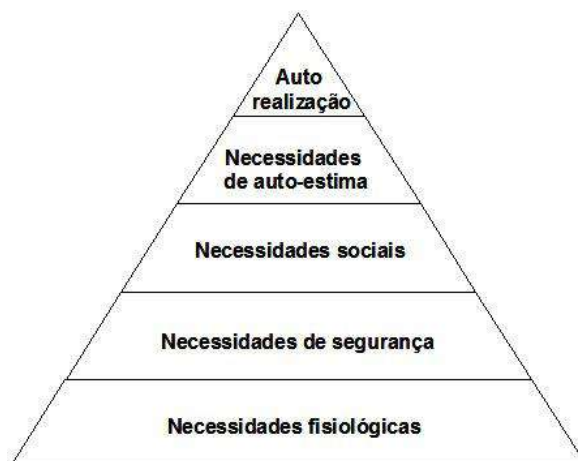 Auto
realização
Necessidades
de auto-estima
Necessidades sociais
Necessidades de segurança
Necessidades fisiológicas